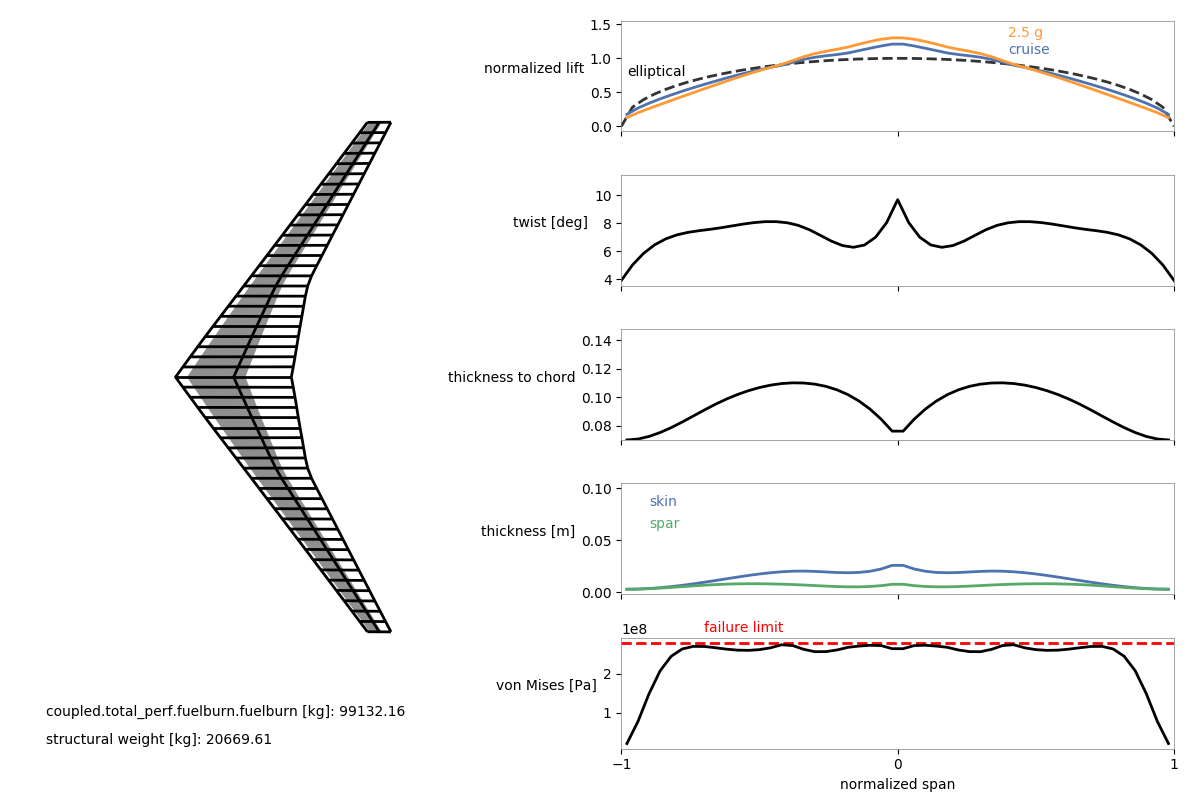 1.5
1.0
0.5
0.0
normalized lift
2.5 g
cruise
elliptical
10
8
6
4
twist [deg]
0.14
0.12
0.10
0.08
thickness to chord
0.10
0.05
0.00
thickness [m]
skin
spar
1e8
failure limit
2
1
von Mises [Pa]
−1
0
1
normalized span
coupled.total_perf.fuelburn.fuelburn [kg]: 99132.16
structural weight [kg]: 20669.61